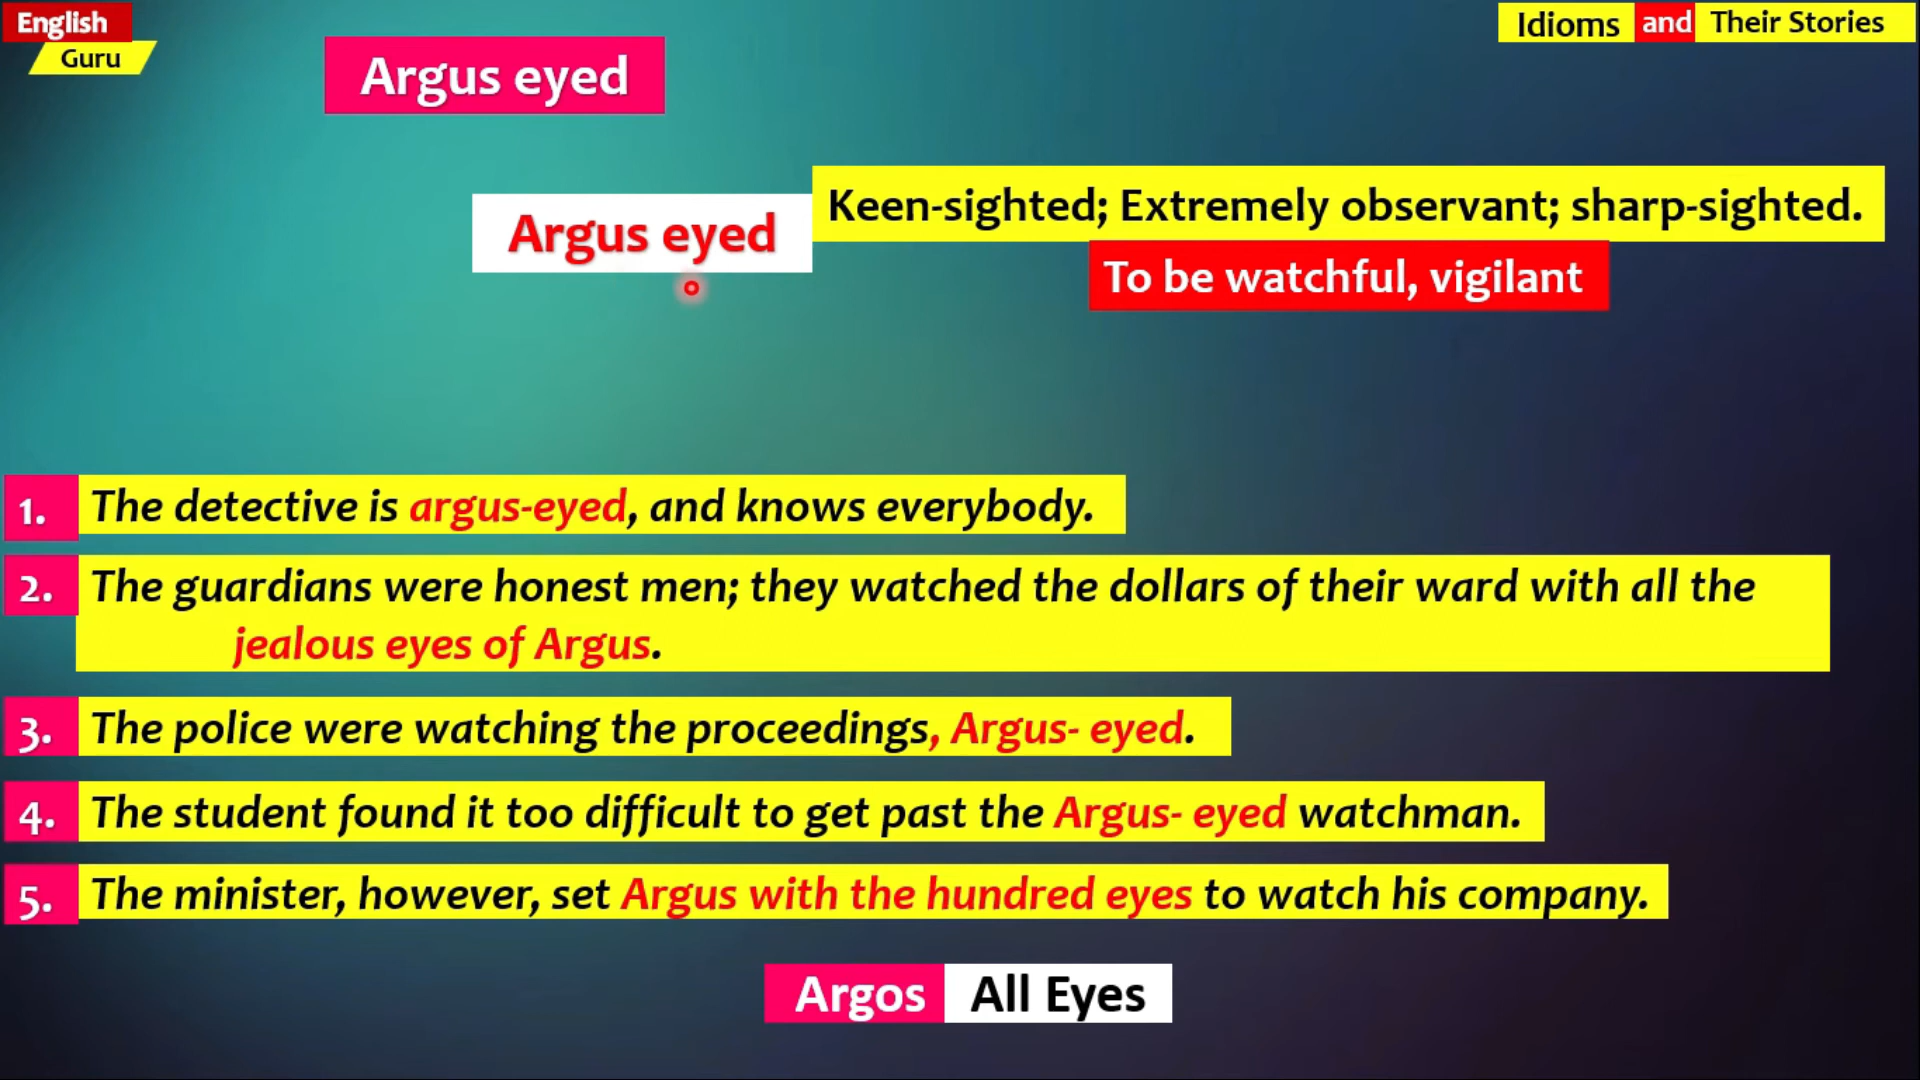 English
Guru
Idioms and Their Stories
Argus eyed
Argus eyed
Keen-sighted; Extremely observant; sharp-sighted.
To be watchful, vigilant
1. The detective is argus-eyed, and knows everybody.
2. The guardians were honest men; they watched the dollars of their ward with all the
jealous eyes of Argus.
3. The police were watching the proceedings, Argus- eyed.
4. The student found it too difficult to get past the Argus- eyed watchman.
5. The minister, however, set Argus with the hundred eyes to watch his company.
Argos All Eyes